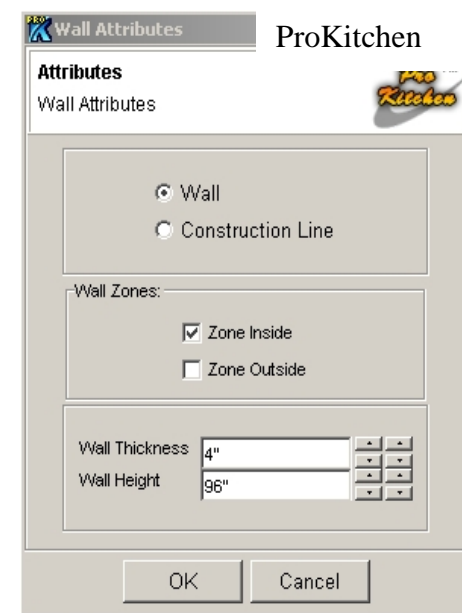 PRO
Wall Attributes
ProKitchen
Attributes
Wall Attributes
Pro
Kitchen
Wall
Construction Line
Wall Zones:
Zone Inside
Zone Outside
Wall Thickness 4"
Wall Height 96"
OK Cancel